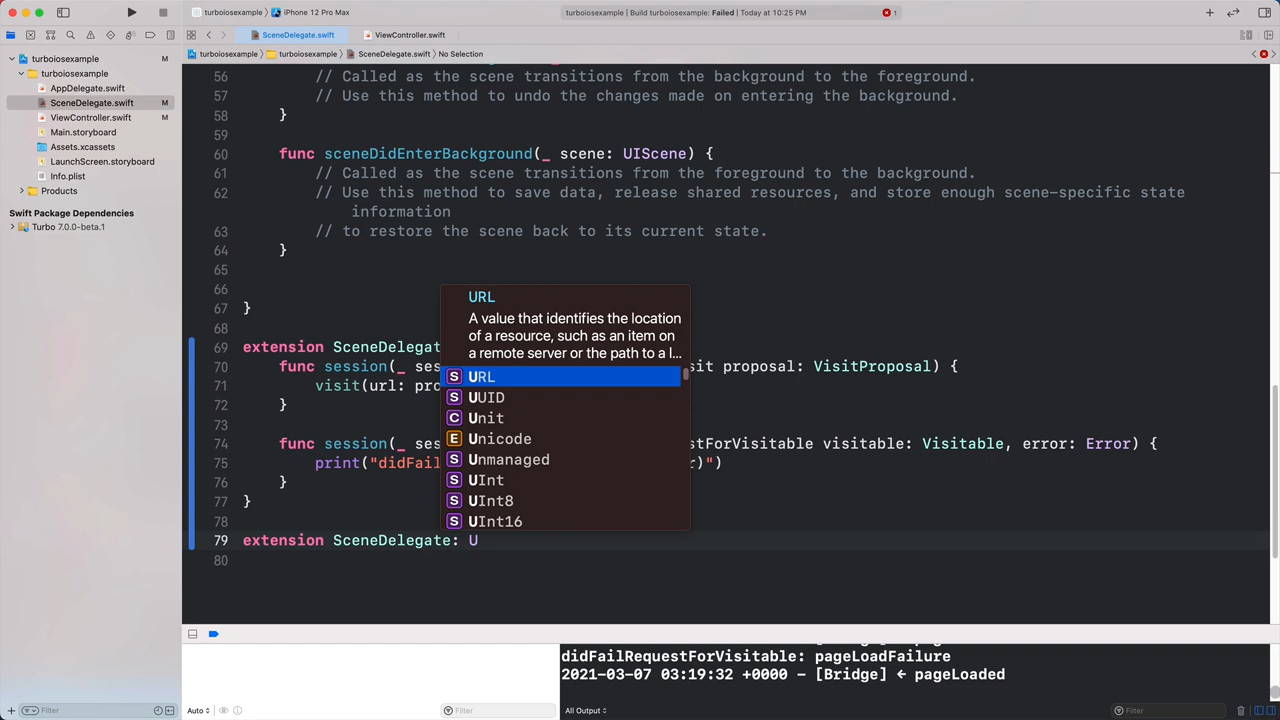 turboiosexample
iPhone 12 Pro Max
turboiosexample | Build turboiosexample: Failed | Today at 10:25 PM
1
SceneDelegate.swift
ViewController.swift
turboiosexample
turboiosexample
SceneDelegate.swift
No Selection
turboiosexample M
turboiosexample
AppDelegate.swift
SceneDelegate.swift M
ViewController.swift M
Main.storyboard
Assets.xcassets
LaunchScreen.storyboard
Info.plist
Products
Swift Package Dependencies
Turbo 7.0.0-beta.1
56 // Called as the scene transitions from the background to the foreground.
57 // Use this method to undo the changes made on entering the background.
58 }
59
60 func sceneDidEnterBackground(_ scene: UIScene) {
61 // Called as the scene transitions from the foreground to the background.
62 // Use this method to save data, release shared resources, and store enough scene-specific state
information
63 // to restore the scene back to its current state.
64 }
65
66
67 }
68
69 extension SceneDelegat
70 func session(_ ses sit proposal: VisitProposal) {
71 visit(url: pro
72 }
73
74 func session(_ ses estForVisitable visitable: Visitable, error: Error) {
75 print("didFail r)")
76 }
77 }
78
79 extension SceneDelegate: U
80
URL
A value that identifies the location
of a resource, such as an item on
a remote server or the path to a l...
S URL
S UUID
C Unit
E Unicode
S Unmanaged
S UInt
S UInt8
S UInt16
didFailRequestForVisitable: pageLoadFailure
2021-03-07 03:19:32 +0000 - [Bridge] ← pageLoaded
Filter
Auto
Filter
All Output
Filter